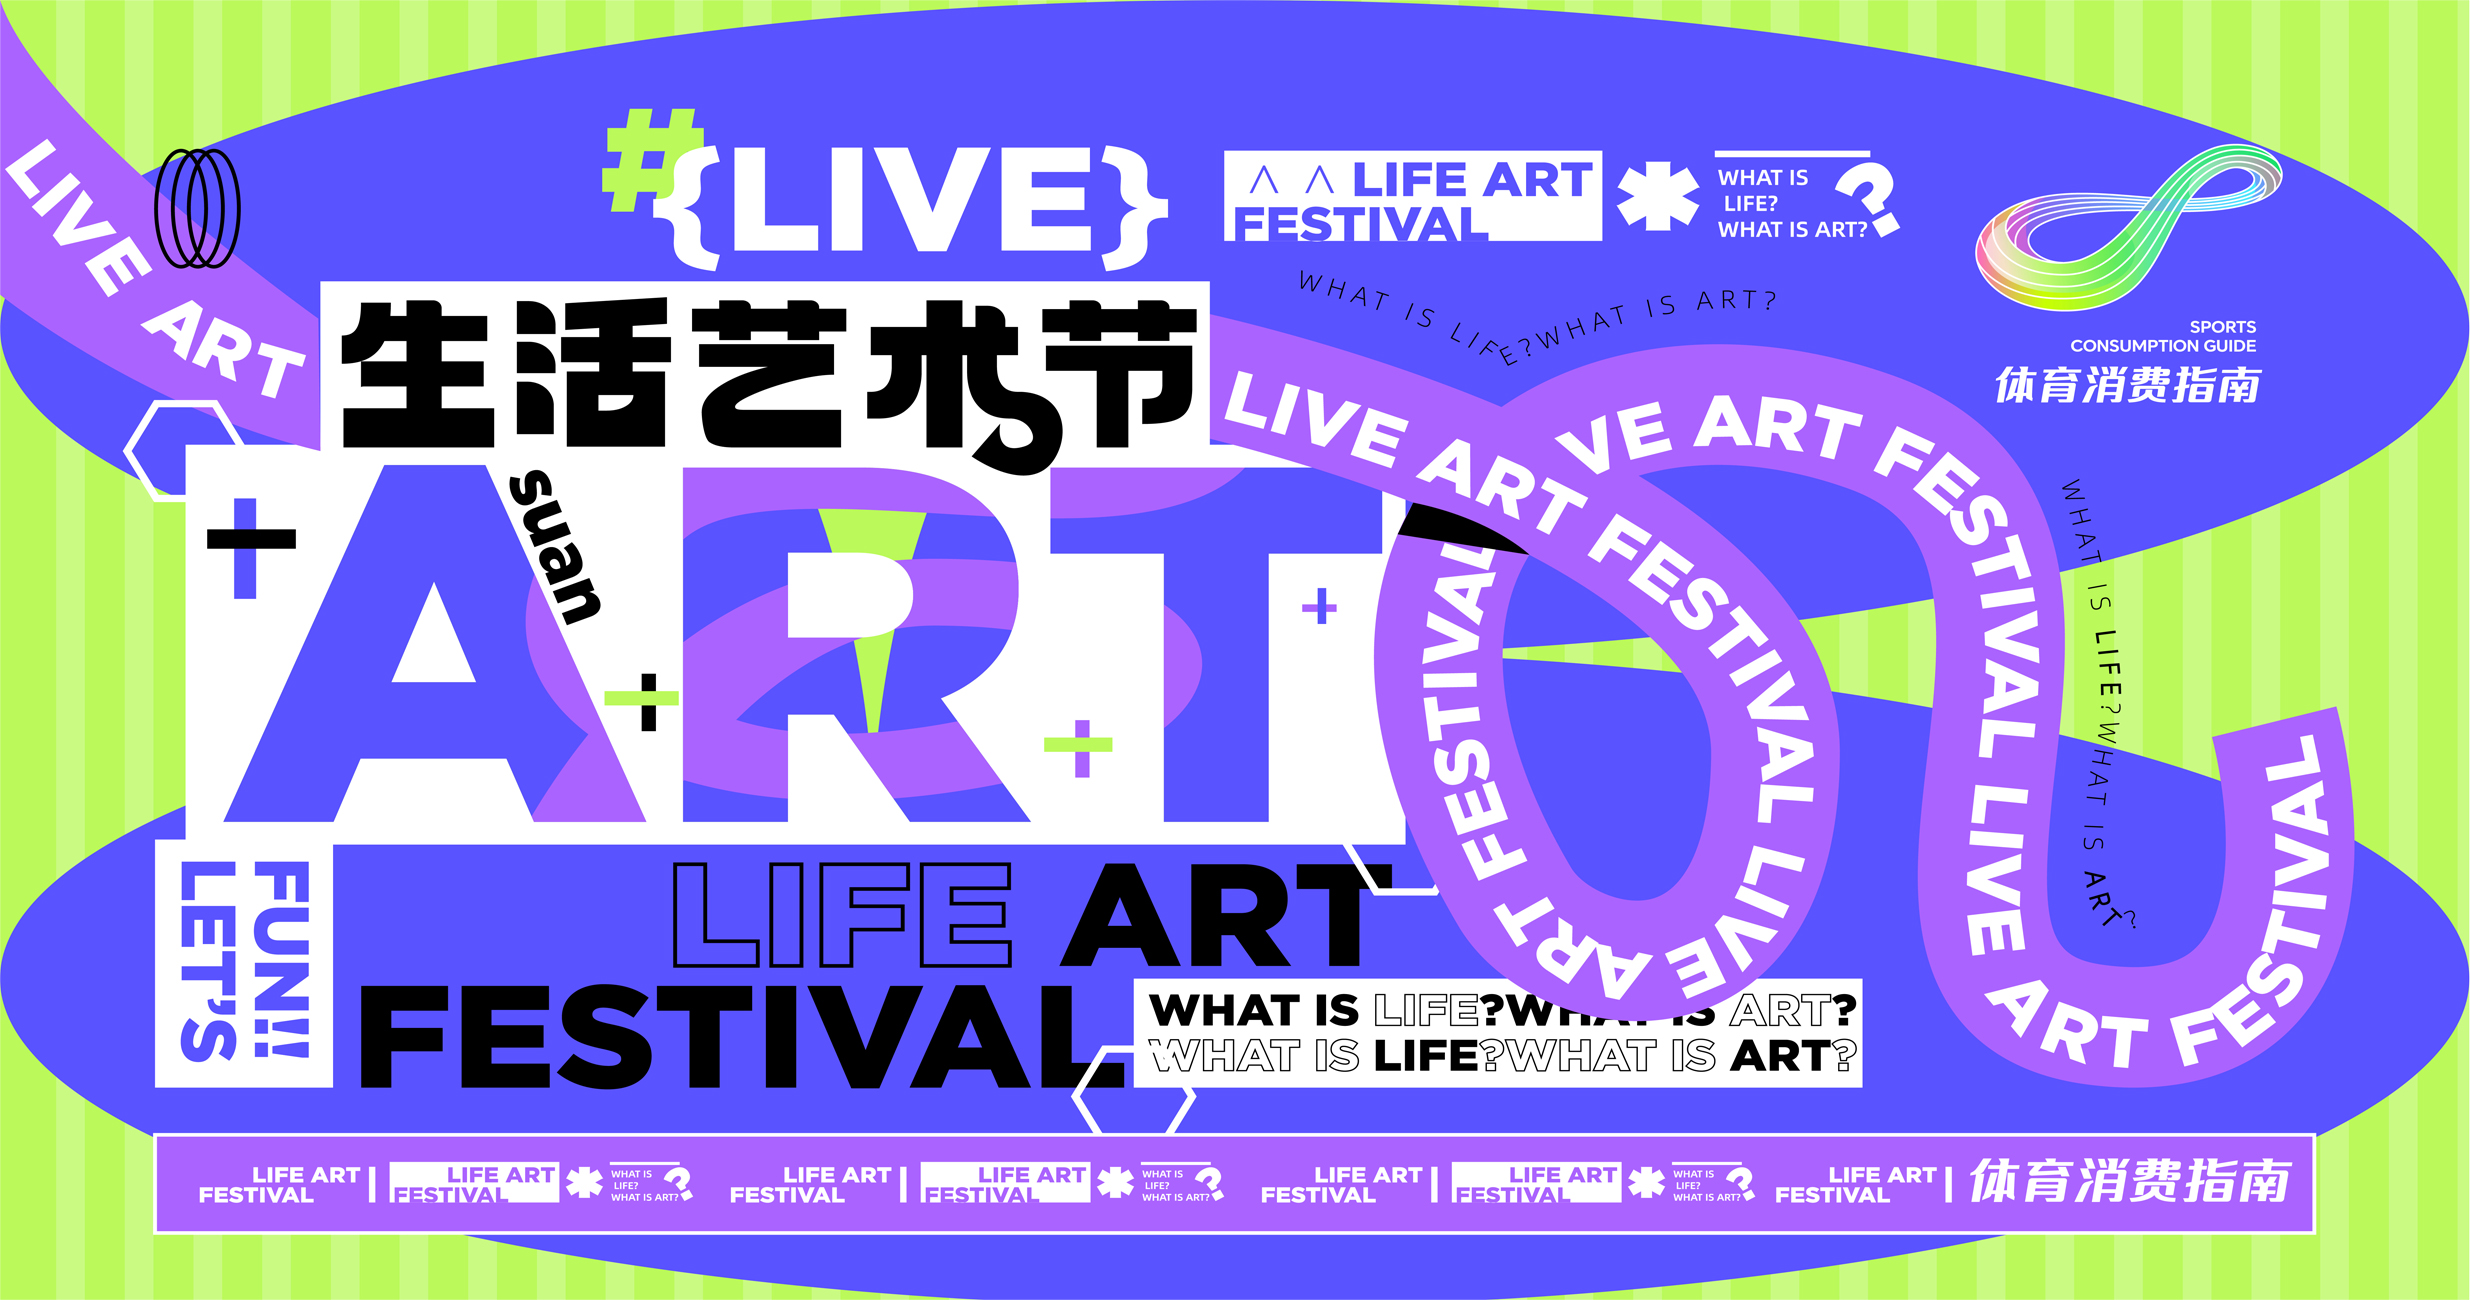 #{LIVE}
^ ^ LIFE ART
FESTIVAL
*
WHAT IS
LIFE?
WHAT IS ART?
?
WHAT IS LIFE?WHAT IS ART?
SPORTS
CONSUMPTION GUIDE
体育消费指南
LIVE ART
生活艺术节
LIVE ART FESTIVAL LIVE ART FESTIVAL
VE ART FESTIVAL LIVE ART FESTIVAL
WHAT IS LIFE?WHAT IS ART?
ART
suan
LET'S
FUN!!
LIFE ART
FESTIVAL
WHAT IS LIFE?WHAT IS ART?
WHAT IS LIFE?WHAT IS ART?
LIFE ART
FESTIVAL
LIFE ART
FESTIVAL
*
WHAT IS
LIFE?
WHAT IS ART?
?
LIFE ART
FESTIVAL
LIFE ART
FESTIVAL
*
WHAT IS
LIFE?
WHAT IS ART?
?
LIFE ART
FESTIVAL
LIFE ART
FESTIVAL
*
WHAT IS
LIFE?
WHAT IS ART?
?
LIFE ART
FESTIVAL
体育消费指南